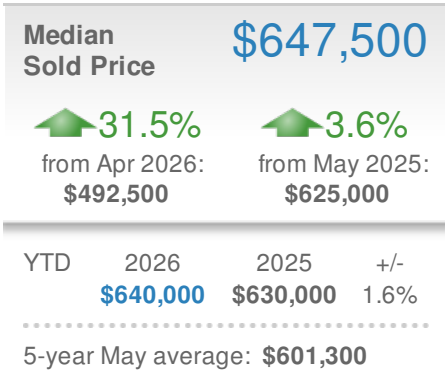 Median $647,500
Sold Price
31.5% 3.6%
from Apr 2026: from May 2025:
$492,500 $625,000
YTD 2026 2025 +/-
$640,000 $630,000 1.6%
5-year May average: $601,300